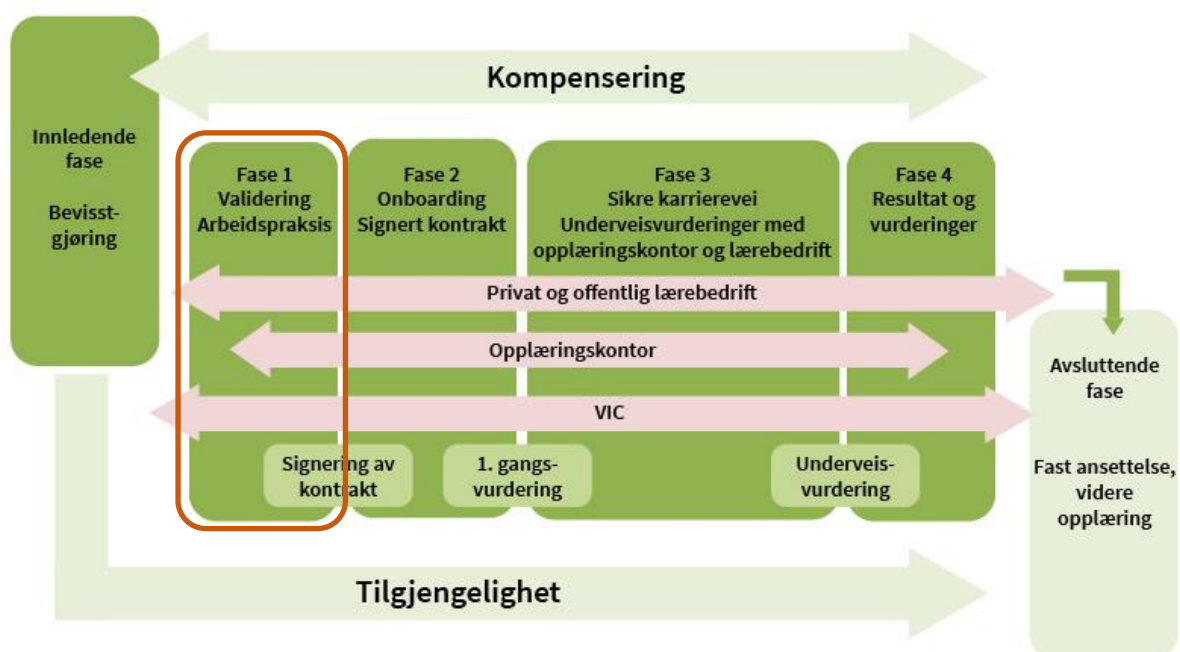 Kompensering
Innledende
fase
Bevisst-
gjøring
Fase 1
Validering
Arbeidspraksis
Fase 2
Onboarding
Signert kontrakt
Fase 3
Sikre karrierevei
Underveisvurderinger med
opplæringskontor og lærebedrift
Fase 4
Resultat og
vurderinger
Privat og offentlig lærebedrift
Opplæringskontor
VIC
Signering av
kontrakt
1. gangs-
vurdering
Underveis-
vurdering
Avsluttende
fase
Fast ansettelse,
videre
opplæring
Tilgjengelighet